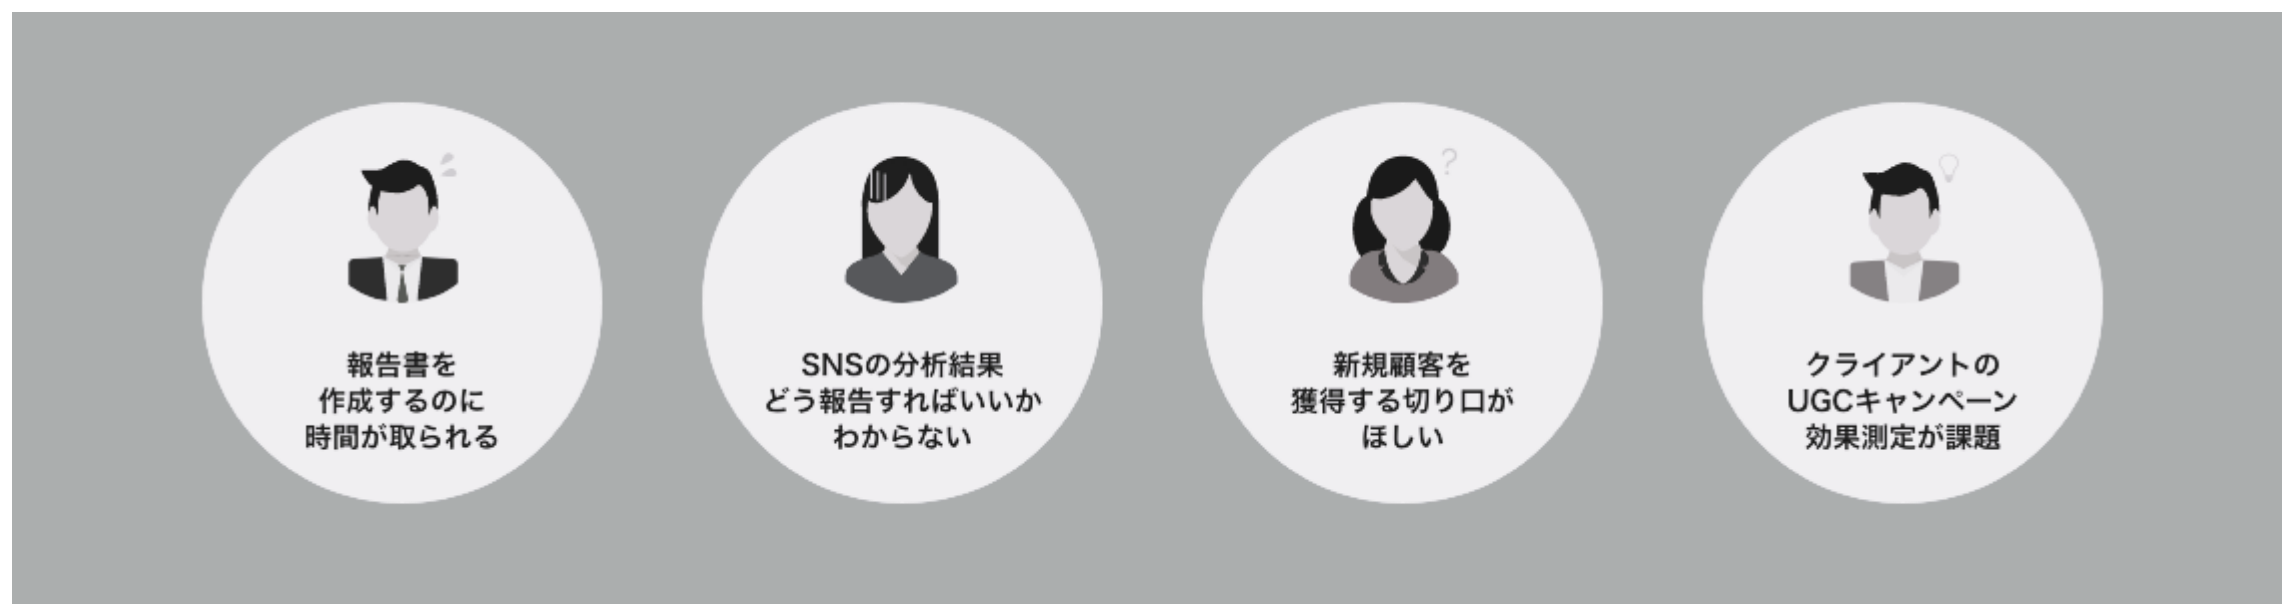 報告書を
作成するのに
時間が取られる
SNSの分析結果
どう報告すればいいか
わからない
新規顧客を
獲得する切り口が
ほしい
クライアントの
UGCキャンペーン
効果測定が課題